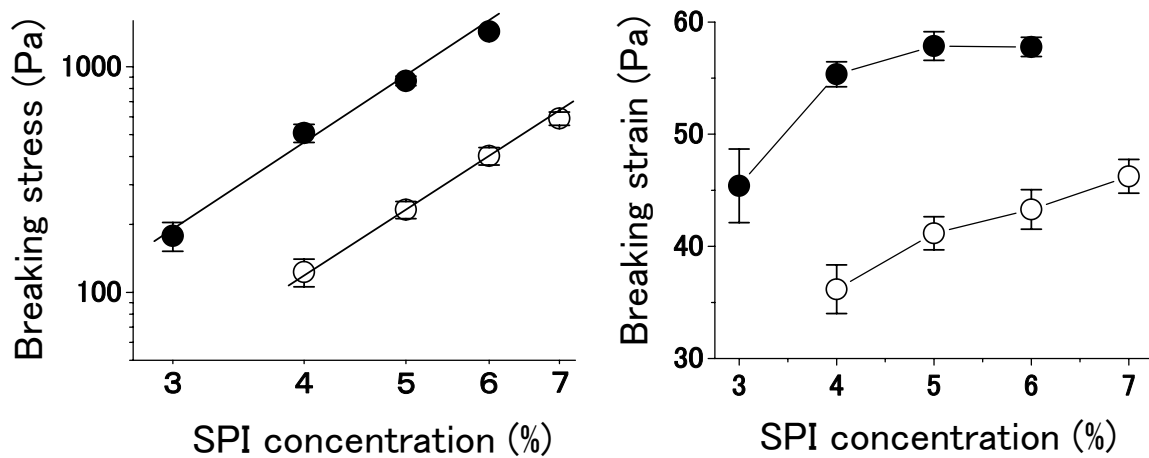 Breaking stress (Pa)
1000
100
3 4 5 6 7
SPI concentration (%)
Breaking strain (Pa)
60
50
40
30
3 4 5 6 7
SPI concentration (%)